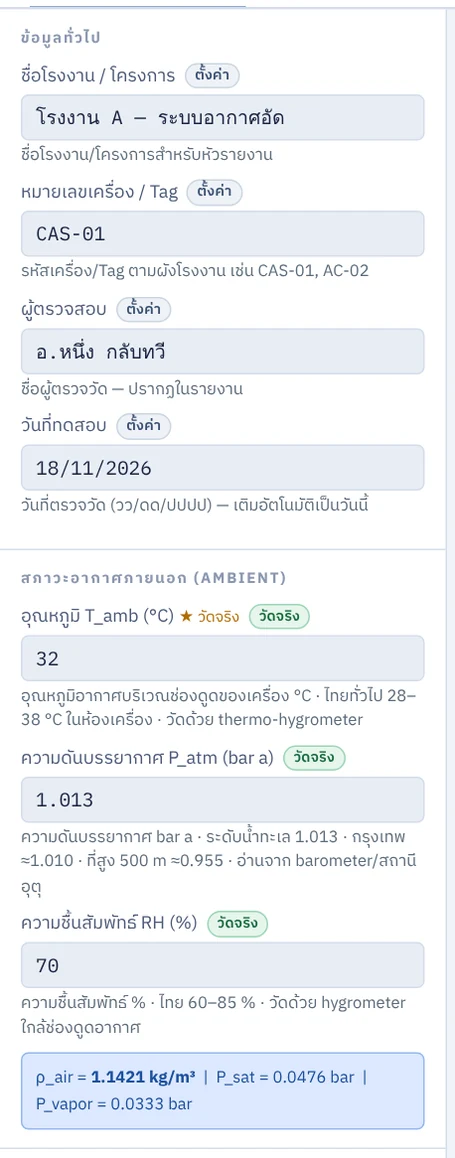 ข้อมูลทั่วไป
ชื่อโรงงาน / โครงการ ตั้งค่า
โรงงาน A — ระบบอากาศอัด
ชื่อโรงงาน/โครงการสำหรับหัวรายงาน
หมายเลขเครื่อง / Tag ตั้งค่า
CAS-01
รหัสเครื่อง/Tag ตามผังโรงงาน เช่น CAS-01, AC-02
ผู้ตรวจสอบ ตั้งค่า
อ.หนึ่ง กลับทวี
ชื่อผู้ตรวจวัด — ปรากฏในรายงาน
วันที่ทดสอบ ตั้งค่า
18/11/2026
วันที่ตรวจวัด (วว/ดด/ปปปป) — เติมอัตโนมัติเป็นวันนี้
สภาวะอากาศภายนอก (AMBIENT)
อุณหภูมิ T_amb (°C) ★ วัดจริง วัดจริง
32
อุณหภูมิอากาศบริเวณช่องดูดของเครื่อง °C · ไทยทั่วไป 28–
38 °C ในห้องเครื่อง · วัดด้วย thermo-hygrometer
ความดันบรรยากาศ P_atm (bar a) วัดจริง
1.013
ความดันบรรยากาศ bar a · ระดับน้ำทะเล 1.013 · กรุงเทพ
≈1.010 · ที่สูง 500 m ≈0.955 · อ่านจาก barometer/สถานี
อุตุ
ความชื้นสัมพัทธ์ RH (%) วัดจริง
70
ความชื้นสัมพัทธ์ % · ไทย 60–85 % · วัดด้วย hygrometer
ใกล้ช่องดูดอากาศ
ρ_air = 1.1421 kg/m³ | P_sat = 0.0476 bar |
P_vapor = 0.0333 bar